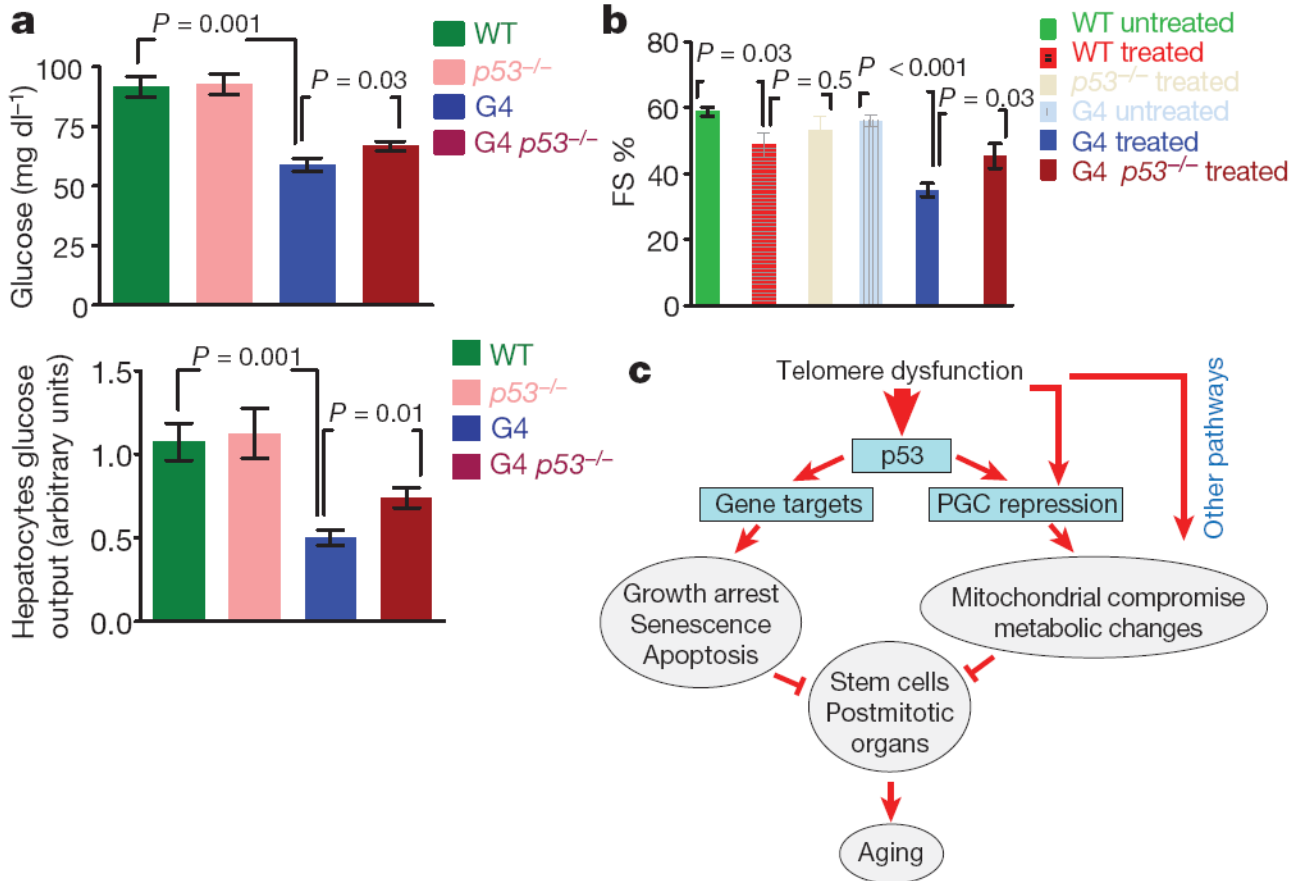 a
P = 0.001
P = 0.03
WT
p53–/–
G4
G4 p53–/–
Glucose (mg dl–1)
100
75
50
25
0
P = 0.001
P = 0.01
WT
p53–/–
G4
G4 p53–/–
Hepatocytes glucose
output (arbitrary units)
1.5
1.0
0.5
0.0
b
P = 0.03
P = 0.5
P < 0.001
P = 0.03
WT untreated
WT treated
p53–/– treated
G4 untreated
G4 treated
G4 p53–/– treated
FS %
80
60
40
20
0
c
Telomere dysfunction
p53
Gene targets
PGC repression
Other pathways
Growth arrest
Senescence
Apoptosis
Mitochondrial compromise
metabolic changes
Stem cells
Postmitotic
organs
Aging